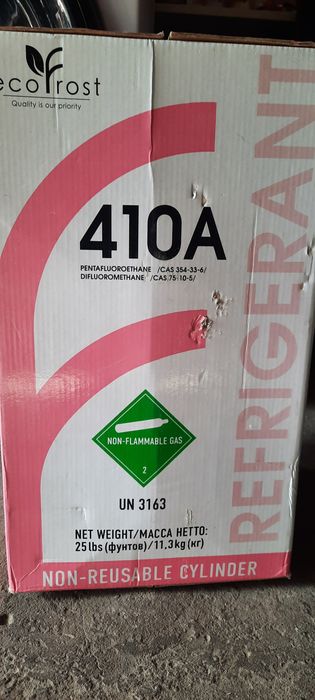 ecofrost
Quality is our priority
REFRIGERANT
410A
PENTAFLUOROETHANE /CAS 354-33-6/
DIFLUOROMETHANE /CAS 75-10-5/
NON-FLAMMABLE GAS
2
UN 3163
NET WEIGHT/МАССА НЕТТО:
25lbs (фунтов)/11,3kg (кг)
NON-REUSABLE CYLINDER